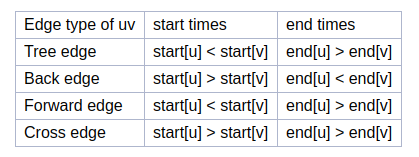 Edge type of uv start times end times
Tree edge start[u] < start[v] end[u] > end[v]
Back edge start[u] > start[v] end[u] < end[v]
Forward edge start[u] < start[v] end[u] > end[v]
Cross edge start[u] > start[v] end[u] > end[v]